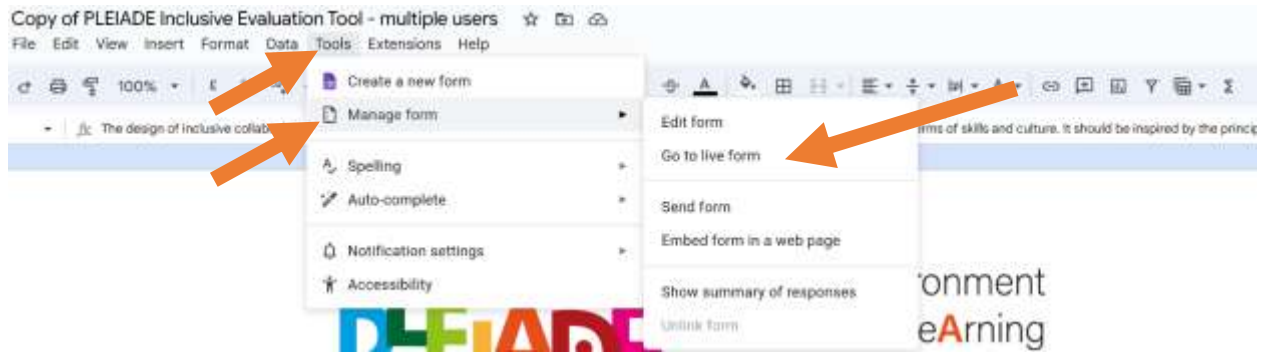 Copy of PLEIADE Inclusive Evaluation Tool - multiple users
File Edit View Insert Format Data Tools Extensions Help
100%
The design of inclusive collab
rms of skills and culture. It should be inspired by the princip
Create a new form
Manage form
Spelling
Auto-complete
Notification settings
Accessibility
Edit form
Go to live form
Send form
Embed form in a web page
Show summary of responses
Unlink form
onment
PLEIADE
eArning